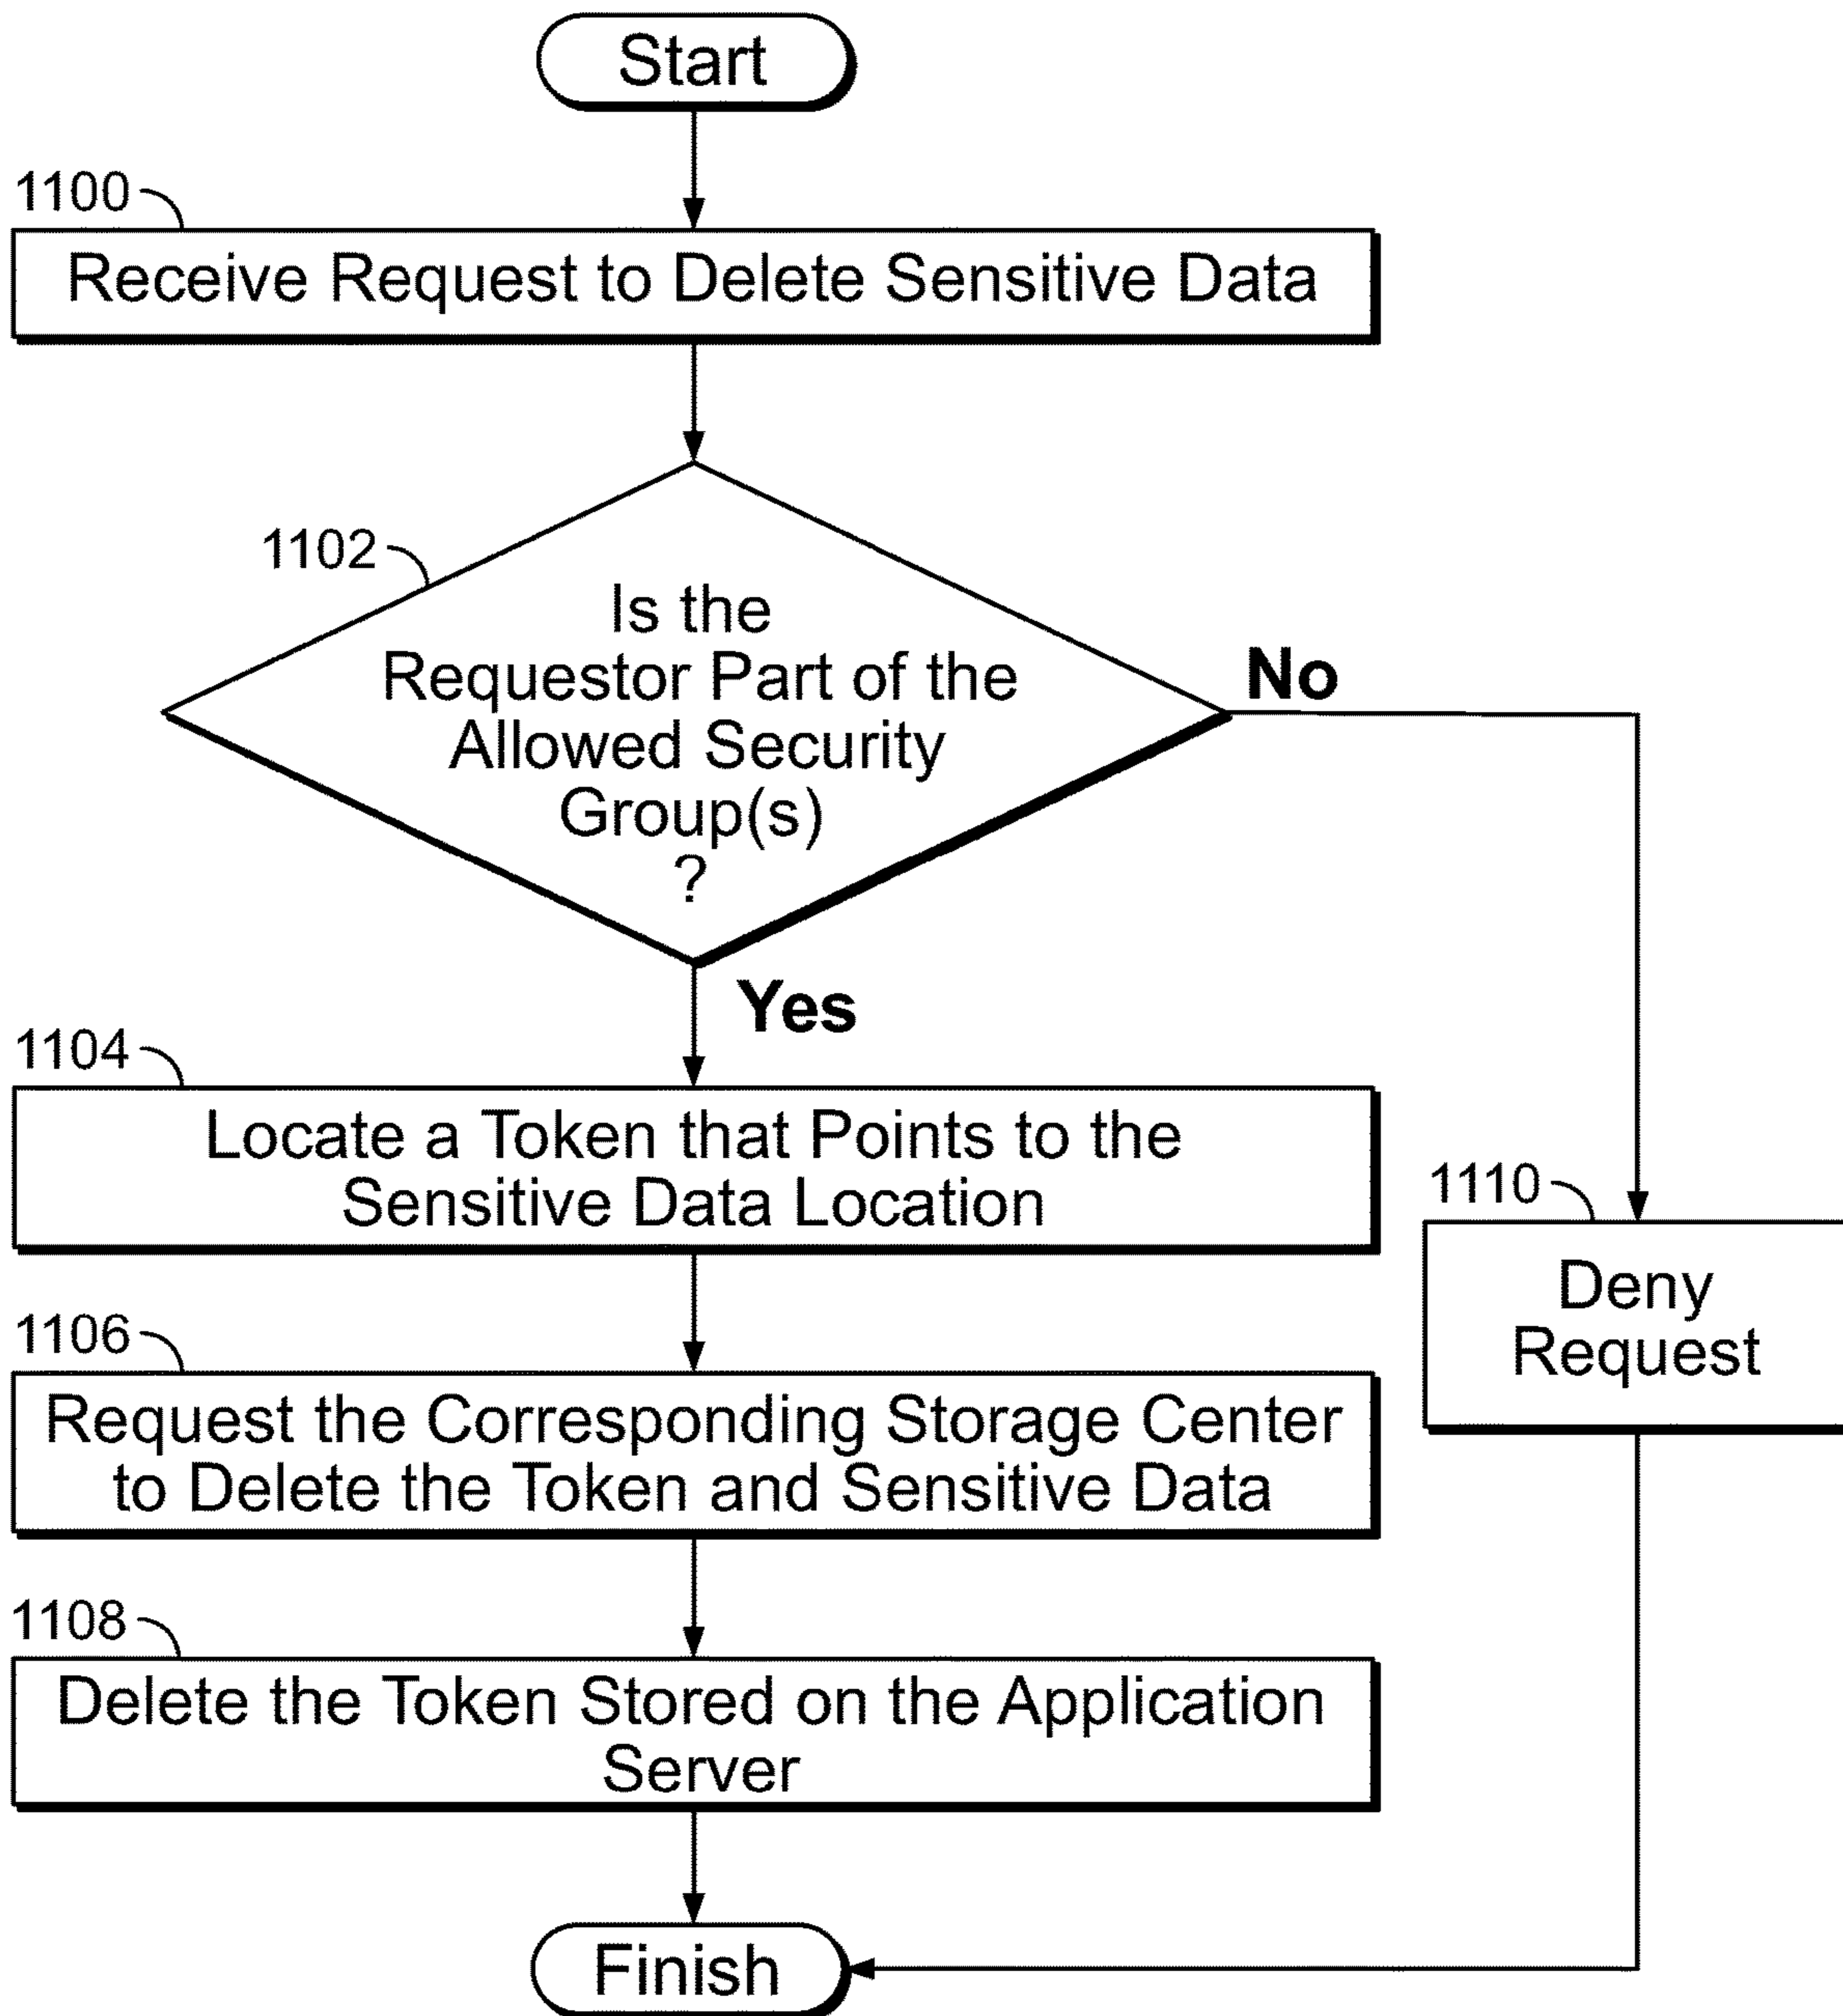 Start
1100
Receive Request to Delete Sensitive Data
1102
Is the
Requestor Part of the
Allowed Security
Group(s)
?
No
Yes
1104
Locate a Token that Points to the
Sensitive Data Location
1110
Deny
Request
1106
Request the Corresponding Storage Center
to Delete the Token and Sensitive Data
1108
Delete the Token Stored on the Application
Server
Finish